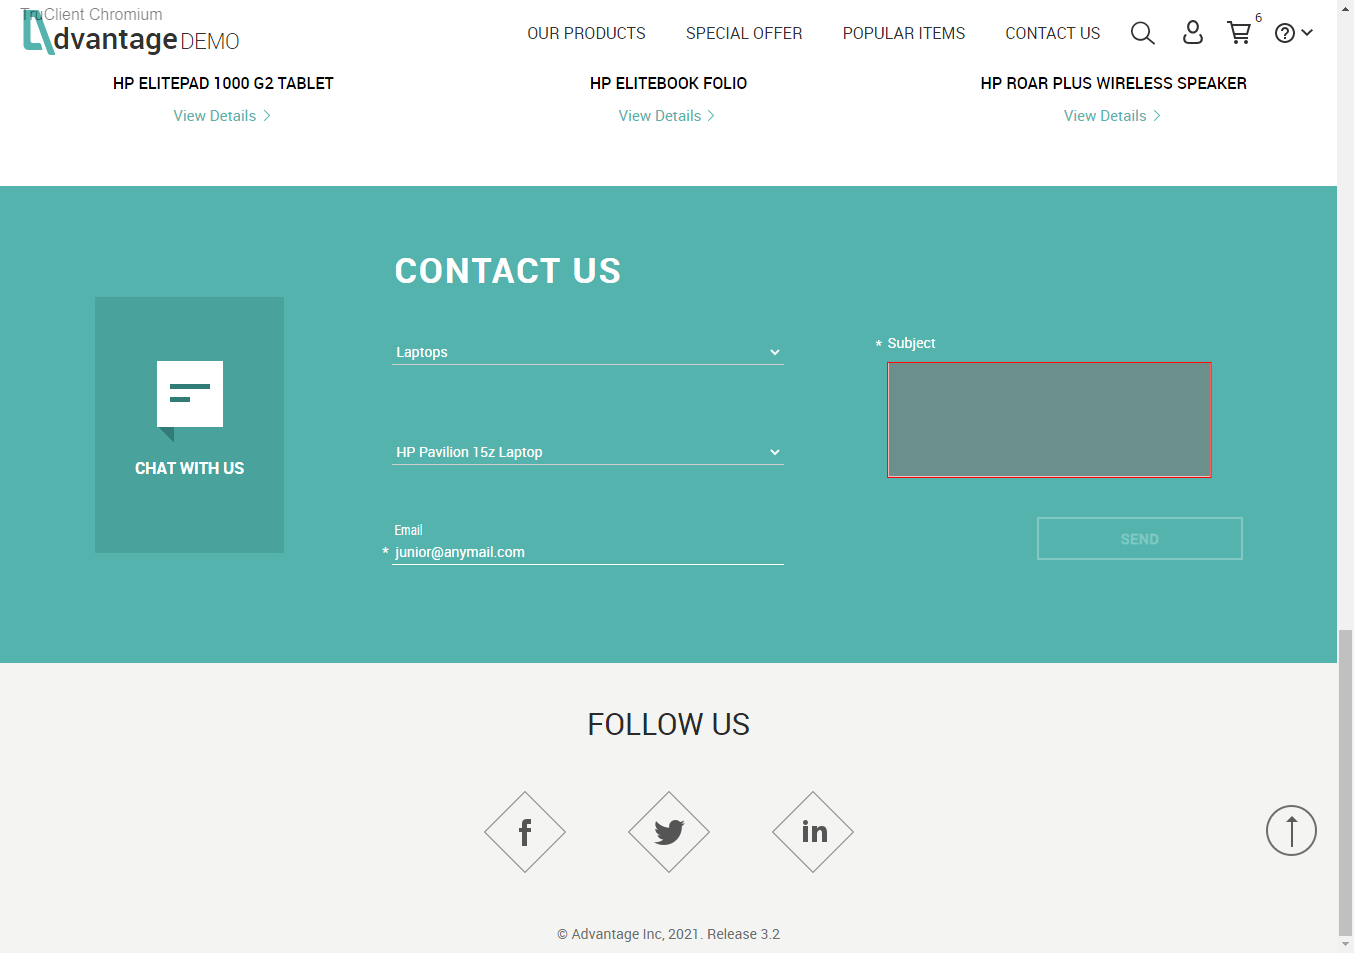 TruClient Chromium
dvantage DEMO
OUR PRODUCTS
SPECIAL OFFER
POPULAR ITEMS
CONTACT US
6
HP ELITEPAD 1000 G2 TABLET
HP ELITEBOOK FOLIO
HP ROAR PLUS WIRELESS SPEAKER
View Details
View Details
View Details
CONTACT US
CHAT WITH US
Laptops
HP Pavilion 15z Laptop
Email
* junior@anymail.com
* Subject
SEND
FOLLOW US
f
in
© Advantage Inc, 2021. Release 3.2